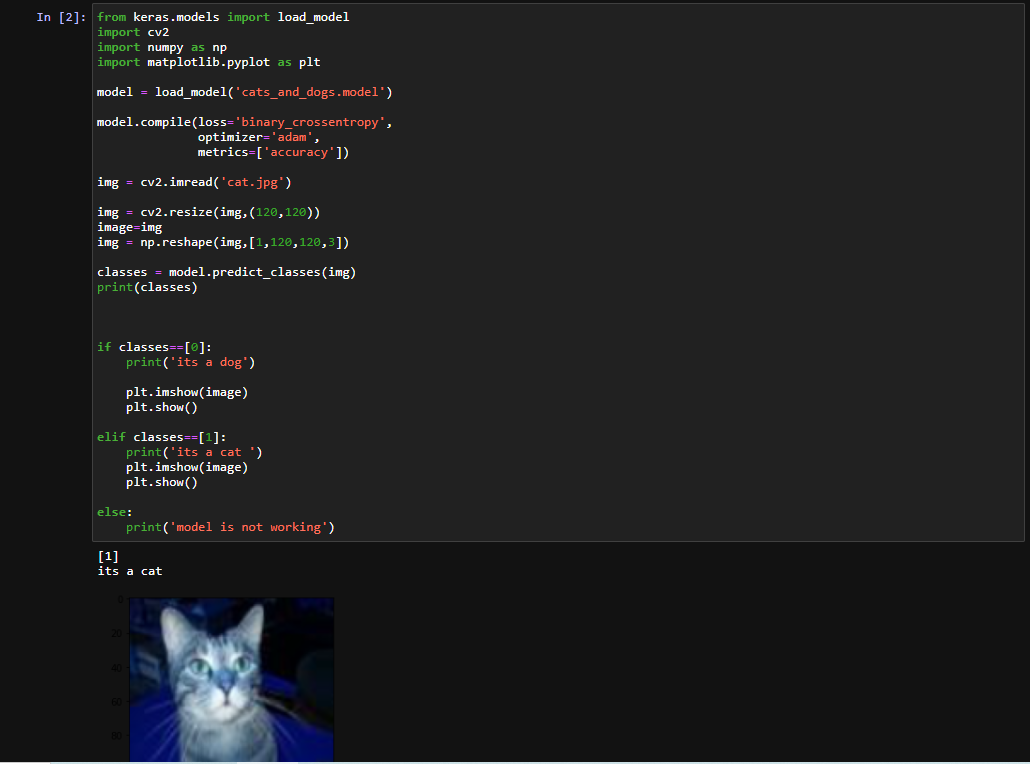 In [2]: from keras.models import load_model
import cv2
import numpy as np
import matplotlib.pyplot as plt
model = load_model('cats_and_dogs.model')
model.compile(loss='binary_crossentropy',
              optimizer='adam',
              metrics=['accuracy'])
img = cv2.imread('cat.jpg')
img = cv2.resize(img,(120,120))
image=img
img = np.reshape(img,[1,120,120,3])
classes = model.predict_classes(img)
print(classes)
if classes==[0]:
    print('its a dog')
    plt.imshow(image)
    plt.show()
elif classes==[1]:
    print('its a cat ')
    plt.imshow(image)
    plt.show()
else:
    print('model is not working')
[1]
its a cat
0
20
40
60
80